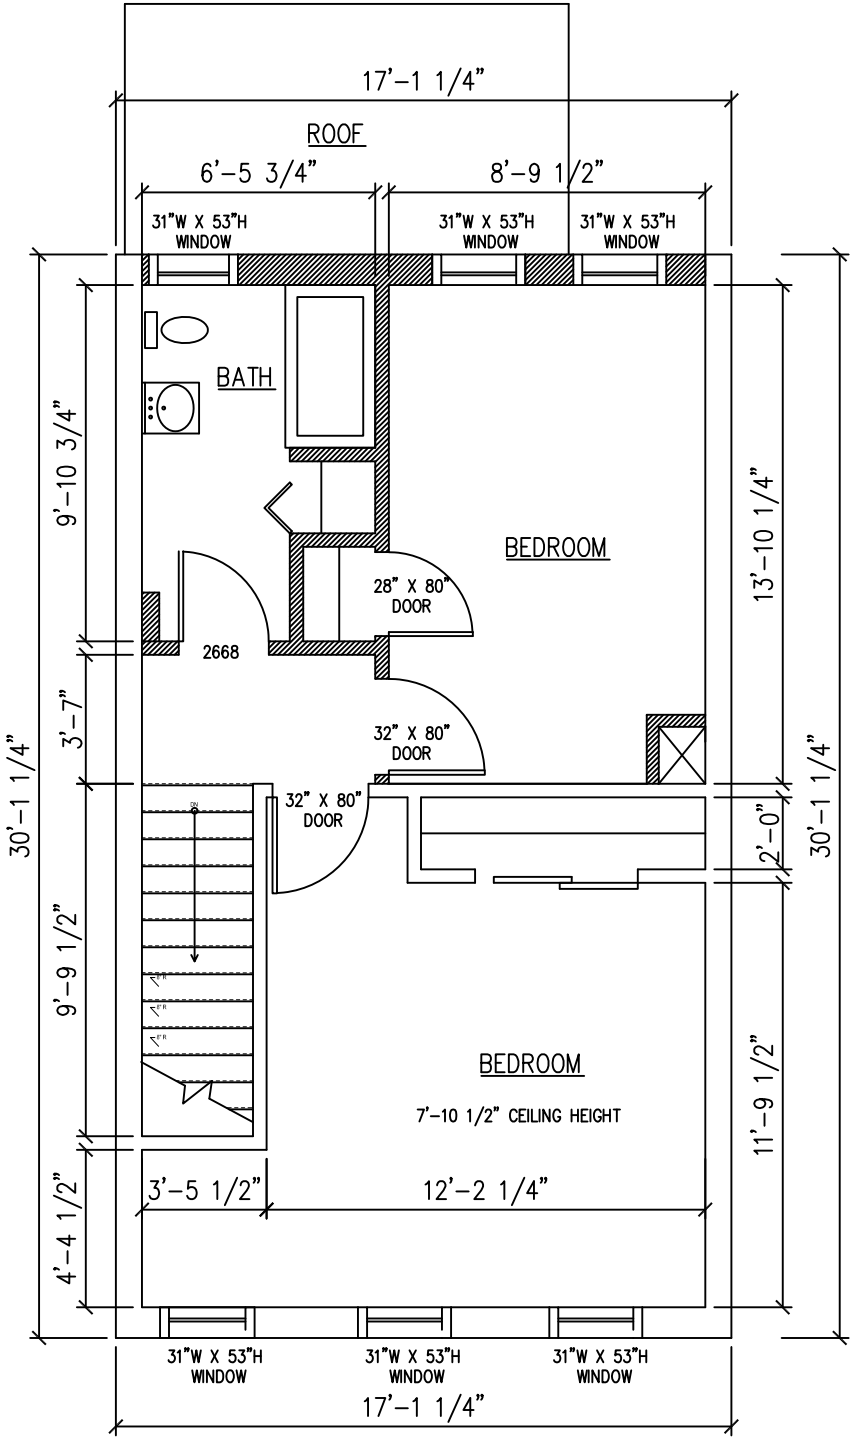 17'-1 1/4"
ROOF
6'-5 3/4"
8'-9 1/2"
31"W X 53"H
WINDOW
31"W X 53"H
WINDOW
31"W X 53"H
WINDOW
BATH
9'-10 3/4"
13'-10 1/4"
BEDROOM
28" X 80"
DOOR
2668
3'-7"
32" X 80"
DOOR
30'-1 1/4"
30'-1 1/4"
DN
32" X 80"
DOOR
2'-0"
9'-9 1/2"
8"R
8"R
8"R
BEDROOM
11'-9 1/2"
7'-10 1/2" CEILING HEIGHT
3'-5 1/2"
12'-2 1/4"
4'-4 1/2"
31"W X 53"H
WINDOW
31"W X 53"H
WINDOW
31"W X 53"H
WINDOW
17'-1 1/4"